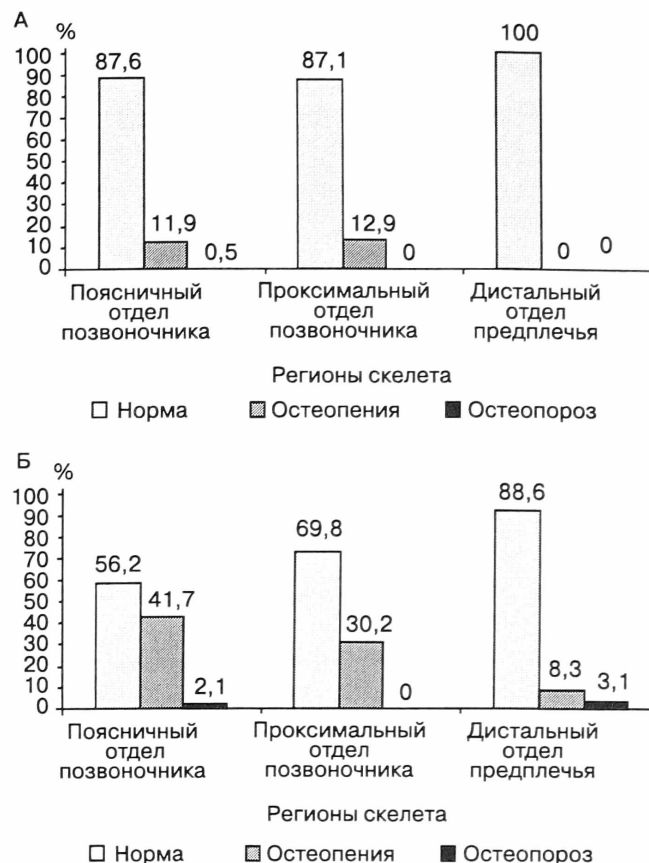 А
%
100
90
80
70
60
50
40
30
20
10
0
87,6
11,9
0,5
87,1
12,9
0
100
0
0
Поясничный
отдел
позвоночника
Проксимальный
отдел
позвоночника
Дистальный
отдел
предплечья
Регионы скелета
Норма
Остеопения
Остеопороз
Б
%
100
90
80
70
60
50
40
30
20
10
0
56,2
41,7
2,1
69,8
30,2
0
88,6
8,3
3,1
Поясничный
отдел
позвоночника
Проксимальный
отдел
позвоночника
Дистальный
отдел
предплечья
Регионы скелета
Норма
Остеопения
Остеопороз